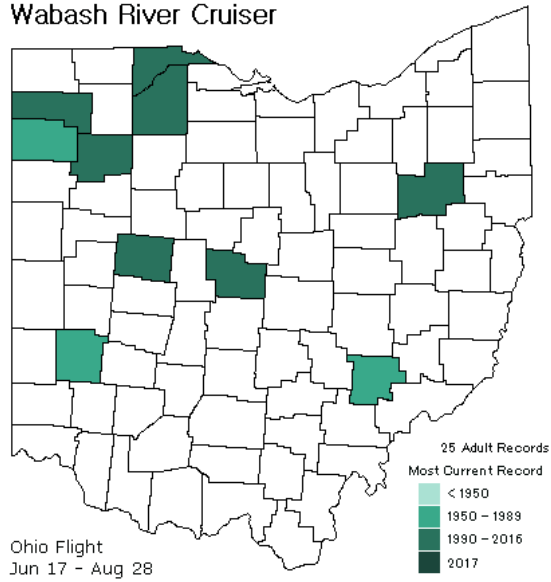 Wabash River Cruiser
25 Adult Records
Most Current Record
< 1950
1950 - 1989
1990 - 2016
2017
Ohio Flight
Jun 17 - Aug 28